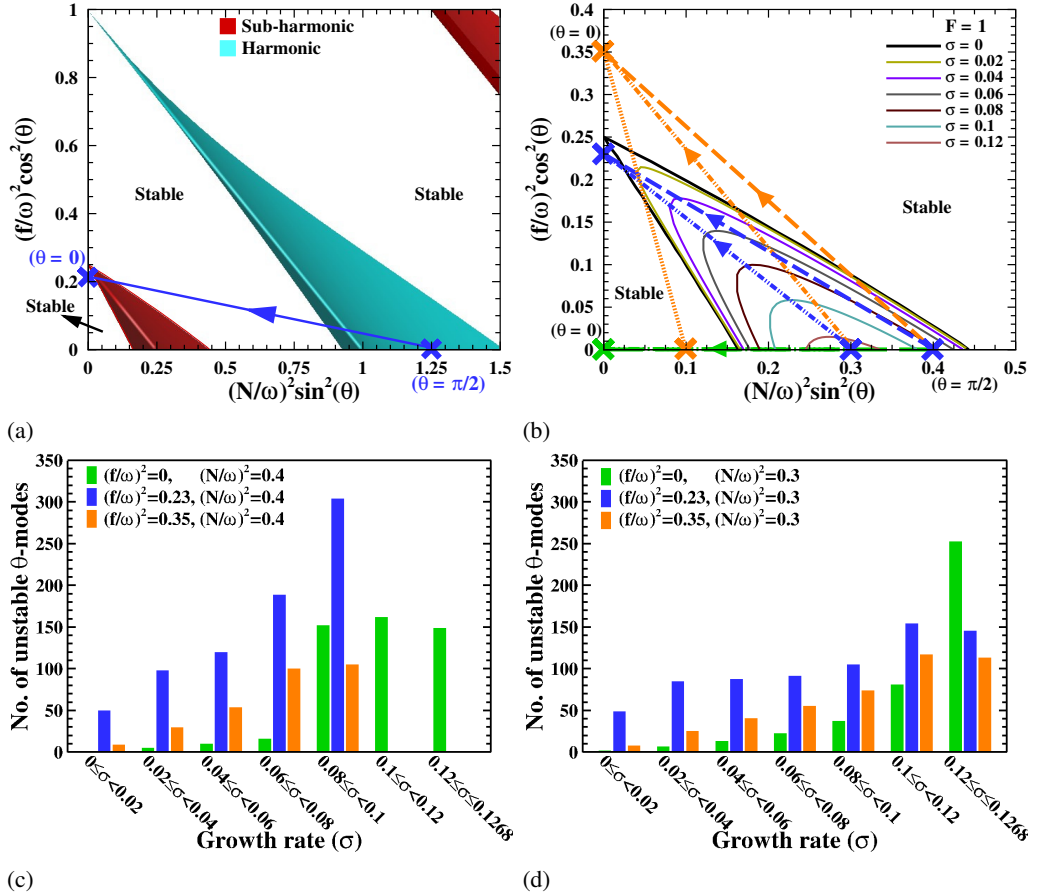 1
0.8
0.6
0.4
0.2
0
(f/ω)²cos²(θ)
Sub-harmonic
Harmonic
Stable
(θ = 0)
Stable
0 0.25 0.5 0.75 1 1.25 1.5
(N/ω)²sin²(θ)
(θ = π/2)
(a)
0.4
0.35
0.3
0.25
0.2
0.15
0.1
0.05
0
(f/ω)²cos²(θ)
(θ = 0)
F = 1
σ = 0
σ = 0.02
σ = 0.04
σ = 0.06
σ = 0.08
σ = 0.1
σ = 0.12
Stable
Stable
(θ = 0)
0 0.1 0.2 0.3 0.4 0.5
(N/ω)²sin²(θ)
(θ = π/2)
(b)
350
300
250
200
150
100
50
0
No. of unstable θ-modes
(f/ω)²=0, (N/ω)²=0.4
(f/ω)²=0.23, (N/ω)²=0.4
(f/ω)²=0.35, (N/ω)²=0.4
0≤σ<0.02
0.02≤σ<0.04
0.04≤σ<0.06
0.06≤σ<0.08
0.08≤σ<0.1
0.1≤σ<0.12
0.12≤σ≤0.1268
Growth rate (σ)
(c)
350
300
250
200
150
100
50
0
No. of unstable θ-modes
(f/ω)²=0, (N/ω)²=0.3
(f/ω)²=0.23, (N/ω)²=0.3
(f/ω)²=0.35, (N/ω)²=0.3
0≤σ<0.02
0.02≤σ<0.04
0.04≤σ<0.06
0.06≤σ<0.08
0.08≤σ<0.1
0.1≤σ<0.12
0.12≤σ≤0.1268
Growth rate (σ)
(d)